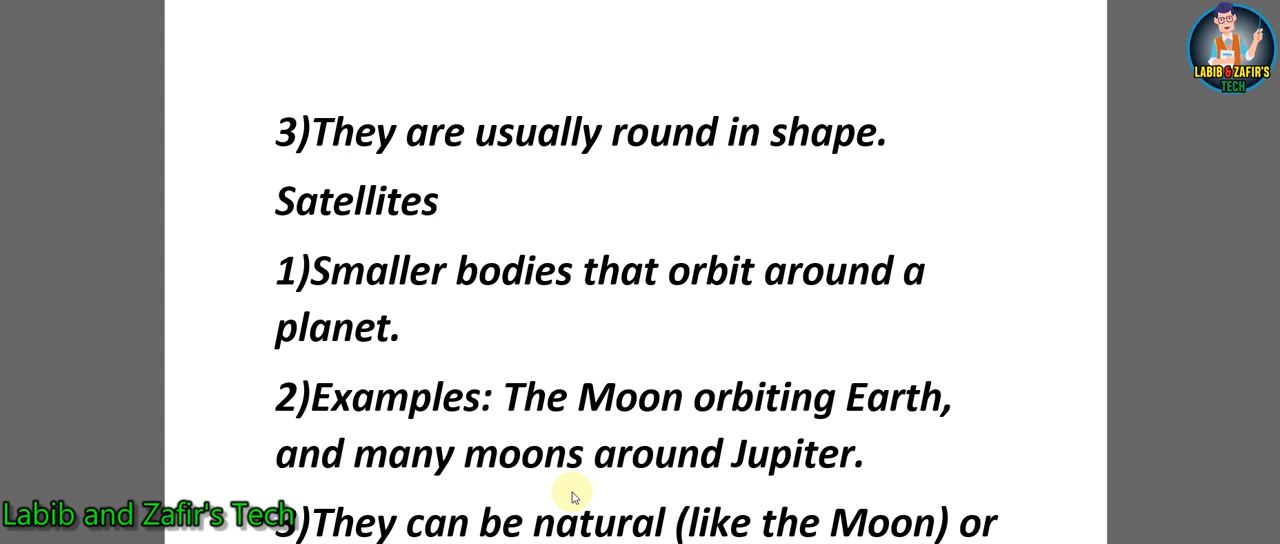 LABIB & ZAFIR'S
TECH
3)They are usually round in shape.
Satellites
1)Smaller bodies that orbit around a
planet.
2)Examples: The Moon orbiting Earth,
and many moons around Jupiter.
3)They can be natural (like the Moon) or
Labib and Zafir's Tech